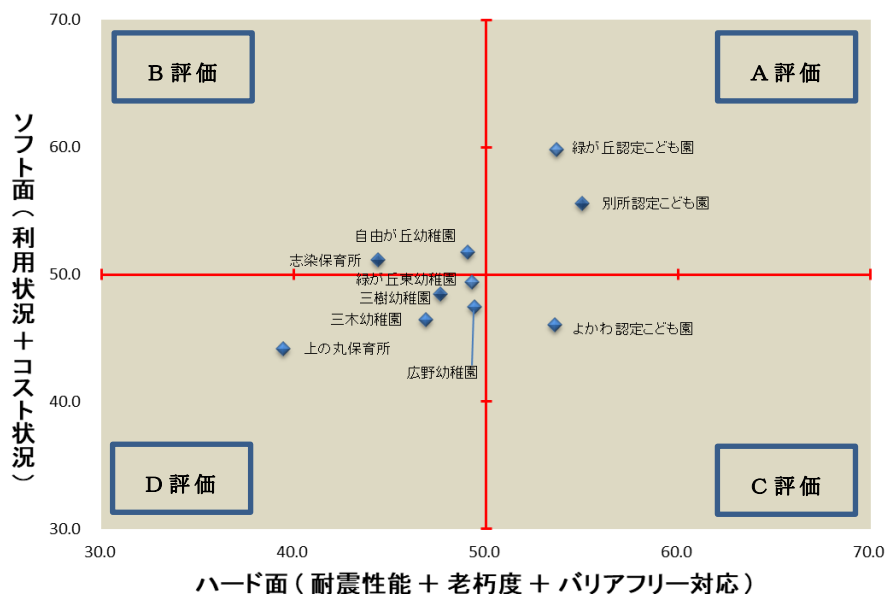 70.0
B 評価
A 評価
60.0
緑が丘認定こども園
別所認定こども園
自由が丘幼稚園
志染保育所
50.0
緑が丘東幼稚園
三樹幼稚園
三木幼稚園
よかわ認定こども園
上の丸保育所
広野幼稚園
40.0
D 評価
C 評価
30.0
30.0 40.0 50.0 60.0 70.0
ソフト面(利用状況+コスト状況)
ハード面(耐震性能 + 老朽度 + バリアフリー対応)